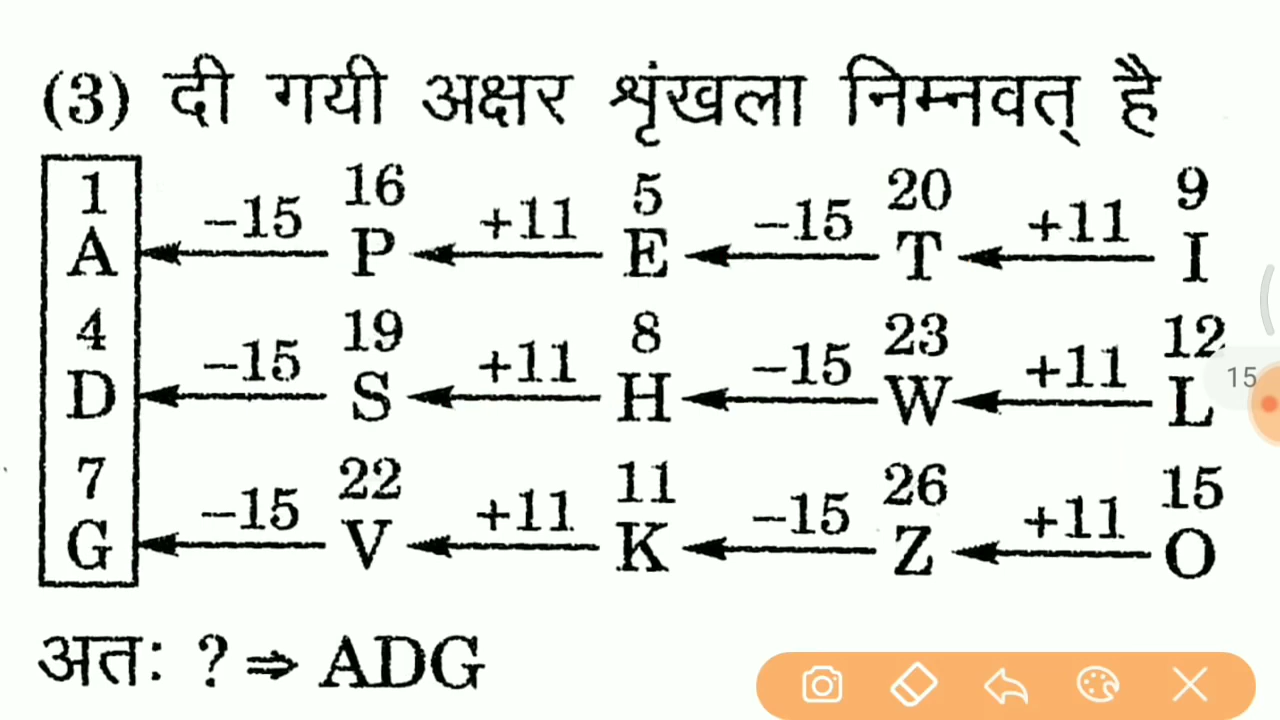 (3) दी गयी अक्षर शृंखला निम्नवत् है
1 16 5 20 9
A −15 P +11 E −15 T +11 I
4 19 8 23 12
D −15 S +11 H −15 W +11 L
15
7 22 11 26 15
G −15 V +11 K −15 Z +11 O
अतः ? ⇒ ADG